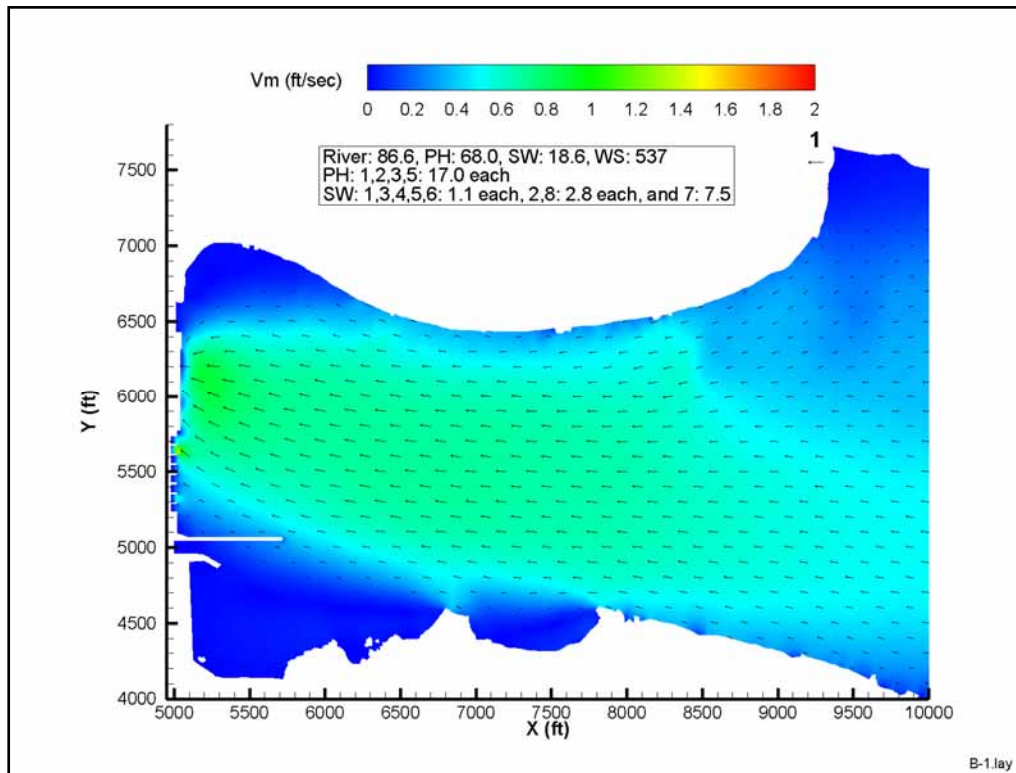 Vm (ft/sec)
0 0.2 0.4 0.6 0.8 1 1.2 1.4 1.6 1.8 2
River: 86.6, PH: 68.0, SW: 18.6, WS: 537
PH: 1,2,3,5: 17.0 each
SW: 1,3,4,5,6: 1.1 each, 2,8: 2.8 each, and 7: 7.5
1
7500
7000
6500
6000
5500
5000
4500
4000
Y (ft)
5000 5500 6000 6500 7000 7500 8000 8500 9000 9500 10000
X (ft)
B-1.lay